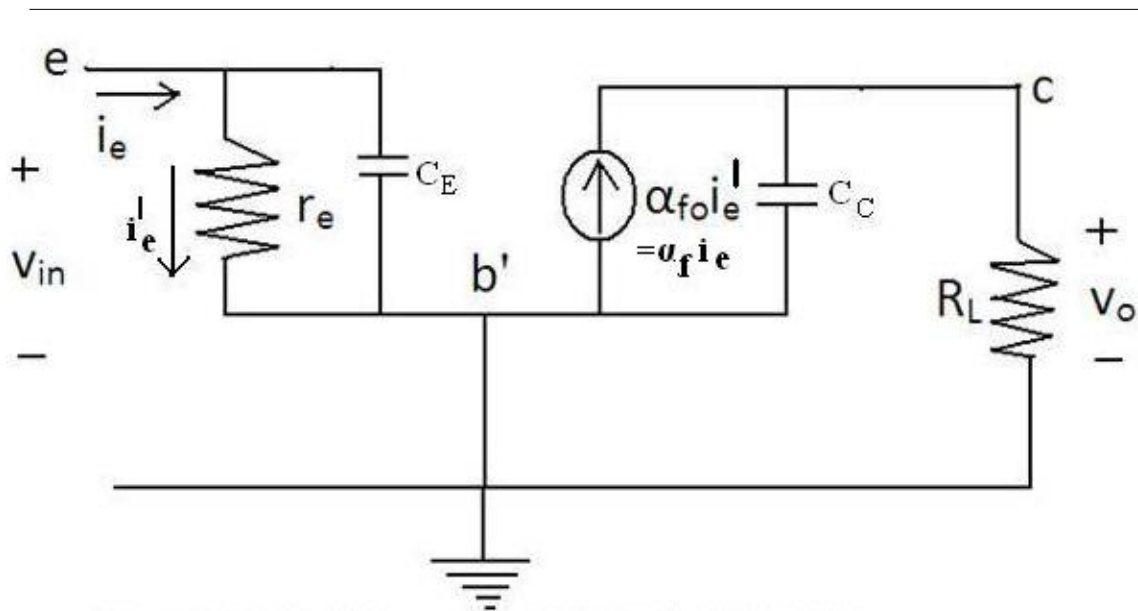 e
i_e
+
v_in
−
i_e^l
r_e
C_E
b'
α_fo i_e^l
=α_f i_e
C_C
c
R_L
+
v_o
−